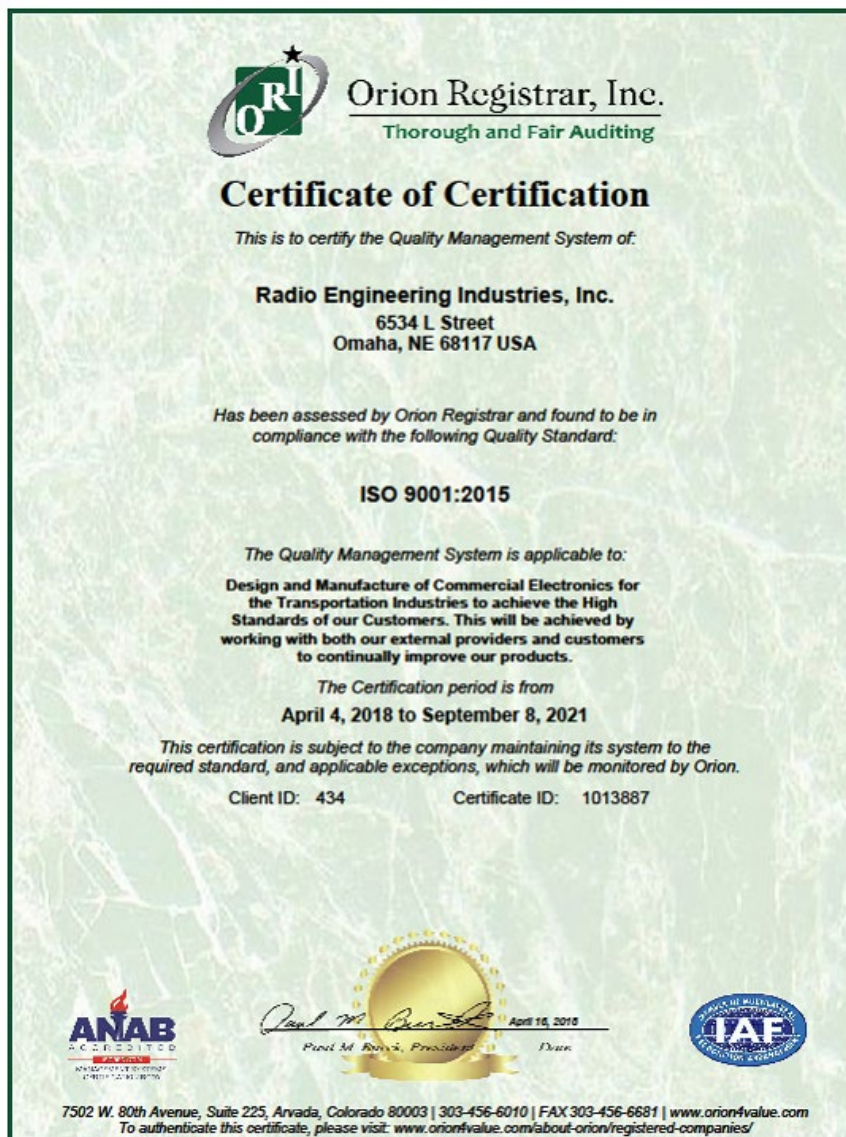 ORI
Orion Registrar, Inc.
Thorough and Fair Auditing
Certificate of Certification
This is to certify the Quality Management System of:
Radio Engineering Industries, Inc.
6534 L Street
Omaha, NE 68117 USA
Has been assessed by Orion Registrar and found to be in
compliance with the following Quality Standard:
ISO 9001:2015
The Quality Management System is applicable to:
Design and Manufacture of Commercial Electronics for
the Transportation Industries to achieve the High
Standards of our Customers. This will be achieved by
working with both our external providers and customers
to continually improve our products.
The Certification period is from
April 4, 2018 to September 8, 2021
This certification is subject to the company maintaining its system to the
required standard, and applicable exceptions, which will be monitored by Orion.
Client ID: 434 Certificate ID: 1013887
ANAB
ACCREDITED
MANAGEMENT SYSTEMS
CERTIFICATION BODY
Paul M. President Date
IAF
7502 W. 80th Avenue, Suite 225, Arvada, Colorado 80003 | 303-456-6010 | FAX 303-456-6681 | www.orion4value.com
To authenticate this certificate, please visit: www.orion4value.com/about-orion/registered-companies/